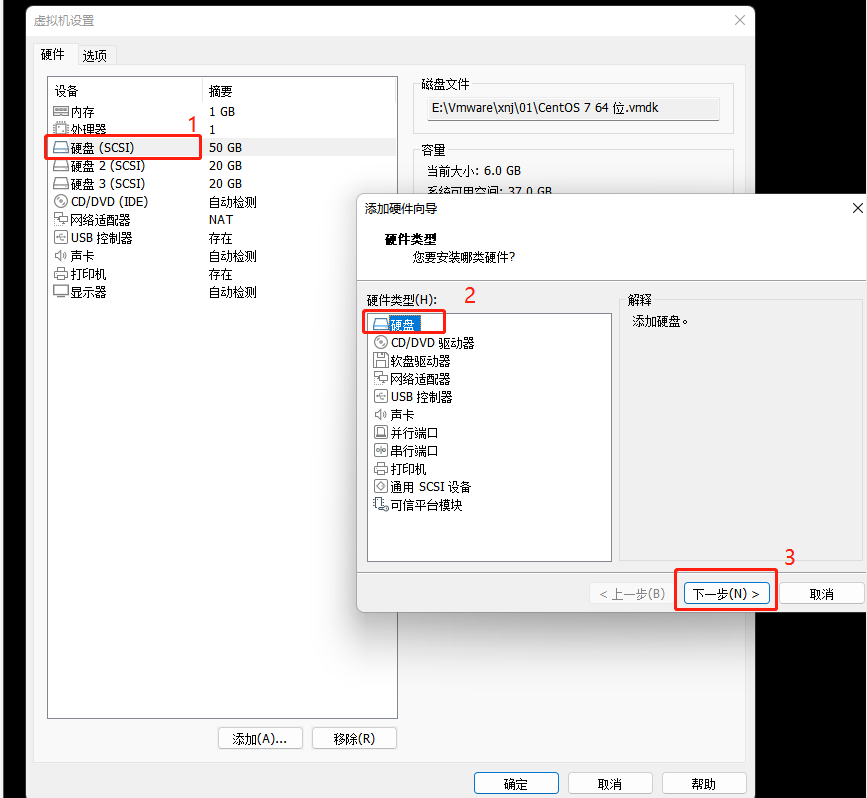 虚拟机设置
硬件 选项
设备 摘要
内存 1 GB
处理器 1
1
硬盘 (SCSI) 50 GB
硬盘 2 (SCSI) 20 GB
硬盘 3 (SCSI) 20 GB
CD/DVD (IDE) 自动检测
网络适配器 NAT
USB 控制器 存在
声卡 自动检测
打印机 存在
显示器 自动检测
添加(A)... 移除(R)
磁盘文件
E:\Vmware\xnj\01\CentOS 7 64 位.vmdk
容量
当前大小: 6.0 GB
系统可用空间: 37.0 GB
添加硬件向导
硬件类型
您要安装哪类硬件?
硬件类型(H): 2
硬盘
CD/DVD 驱动器
软盘驱动器
网络适配器
USB 控制器
声卡
并行端口
串行端口
打印机
通用 SCSI 设备
可信平台模块
解释
添加硬盘。
3
< 上一步(B) 下一步(N) > 取消
确定 取消 帮助